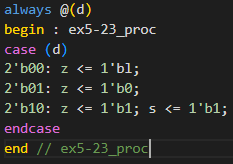 always @(d)
begin : ex5-23_proc
case (d)
2'b00: z <= 1'bl;
2'b01: z <= 1'b0;
2'b10: z <= 1'b1; s <= 1'b1;
endcase
end // ex5-23_proc